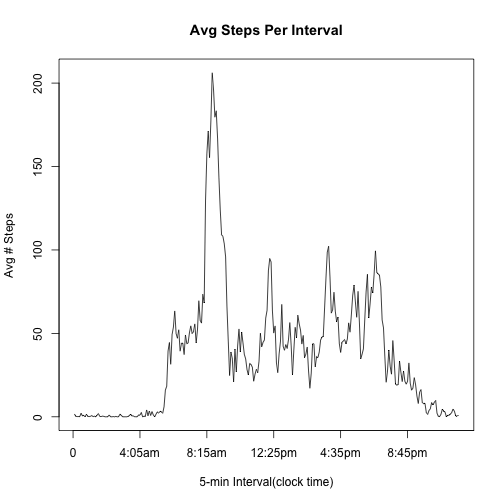 Avg Steps Per Interval
Avg # Steps
200
150
100
50
0
0 4:05am 8:15am 12:25pm 4:35pm 8:45pm
5-min Interval(clock time)